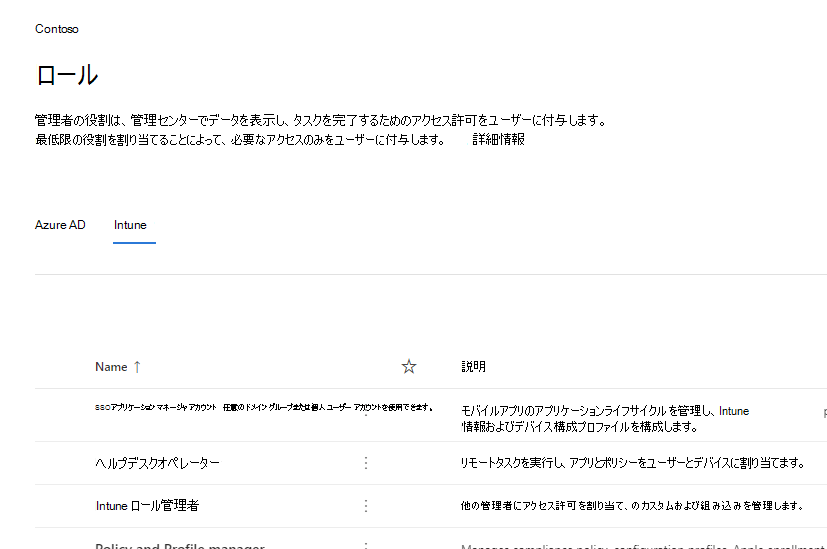 Contoso
ロール
管理者の役割は、管理センターでデータを表示し、タスクを完了するためのアクセス許可をユーザーに付与します。
最低限の役割を割り当てることによって、必要なアクセスのみをユーザーに付与します。 詳細情報
Azure AD Intune
Name ↑ ☆ 説明
SSOアプリケーション マネージャ アカウント 任意のドメイン グループまたは個人 ユーザー アカウントを使用できます。 モバイルアプリのアプリケーションライフサイクル を管理し、Intune
情報およびデバイス構成プロファイルを構成します。
ヘルプデスクオペレーター ⋮ リモートタスクを実行し、アプリとポリシーをユーザーとデバイスに割り当てます。
Intune ロール管理者 ⋮ 他の管理者にアクセス許可を割り当て、のカスタムおよび組み込みを管理します。
Policy and Profile manager ⋮ Manages compliance policy, configuration profiles, Apple enrollment